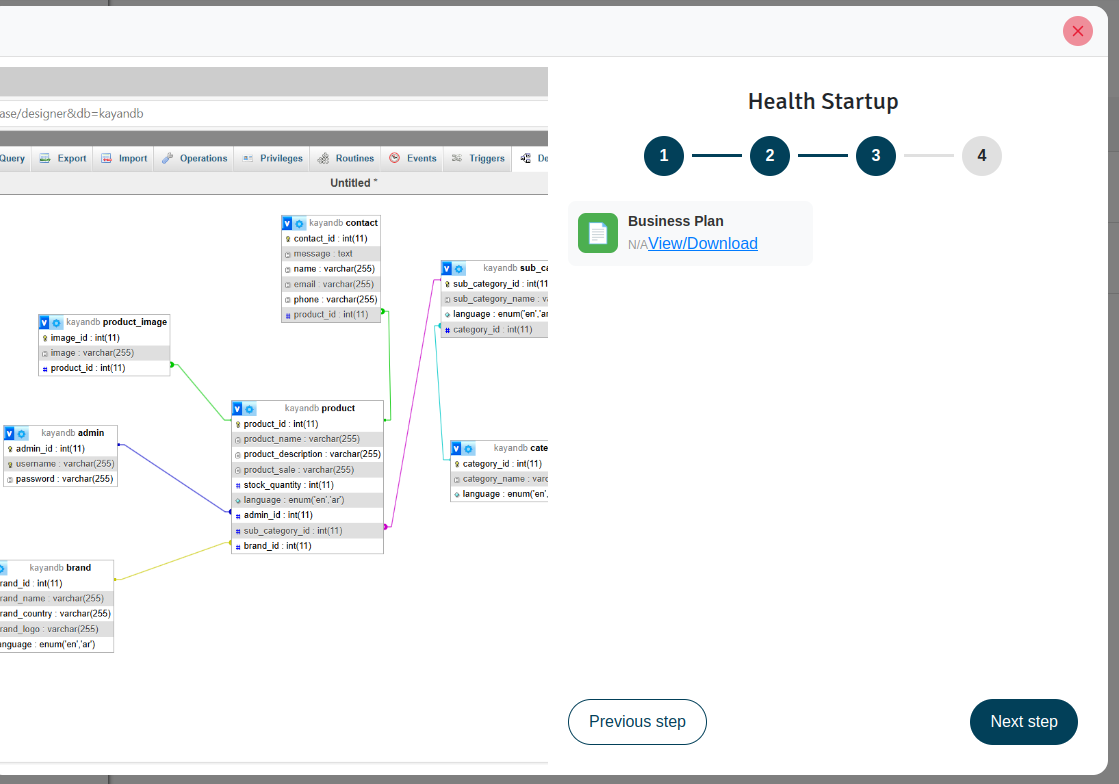 ase/designer&db=kayandb
Query Export Import Operations Privileges Routines Events Triggers De
Untitled *
kayandb contact
contact_id : int(11)
message : text
name : varchar(255)
email : varchar(255)
phone : varchar(255)
product_id : int(11)
kayandb sub_ca
sub_category_id : int(11
sub_category_name : va
language : enum('en','ar
category_id : int(11)
kayandb product_image
image_id : int(11)
image : varchar(255)
product_id : int(11)
kayandb product
product_id : int(11)
product_name : varchar(255)
product_description : varchar(255)
product_sale : varchar(255)
stock_quantity : int(11)
language : enum('en','ar')
admin_id : int(11)
sub_category_id : int(11)
brand_id : int(11)
kayandb admin
admin_id : int(11)
username : varchar(255)
password : varchar(255)
kayandb cate
category_id : int(11)
category_name : varc
language : enum('en',
kayandb brand
rand_id : int(11)
rand_name : varchar(255)
rand_country : varchar(255)
rand_logo : varchar(255)
anguage : enum('en','ar')
Health Startup
1 2 3 4
Business Plan
N/AView/Download
Previous step
Next step